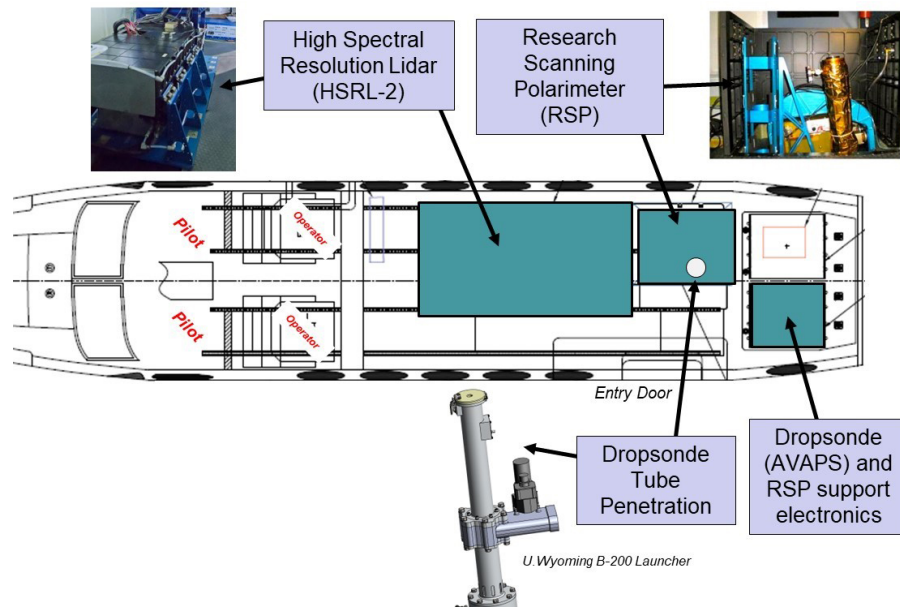 High Spectral
Resolution Lidar
(HSRL-2)
Research
Scanning
Polarimeter
(RSP)
Pilot
Operator
Pilot
Operator
Entry Door
Dropsonde
Tube
Penetration
Dropsonde
(AVAPS) and
RSP support
electronics
U.Wyoming B-200 Launcher